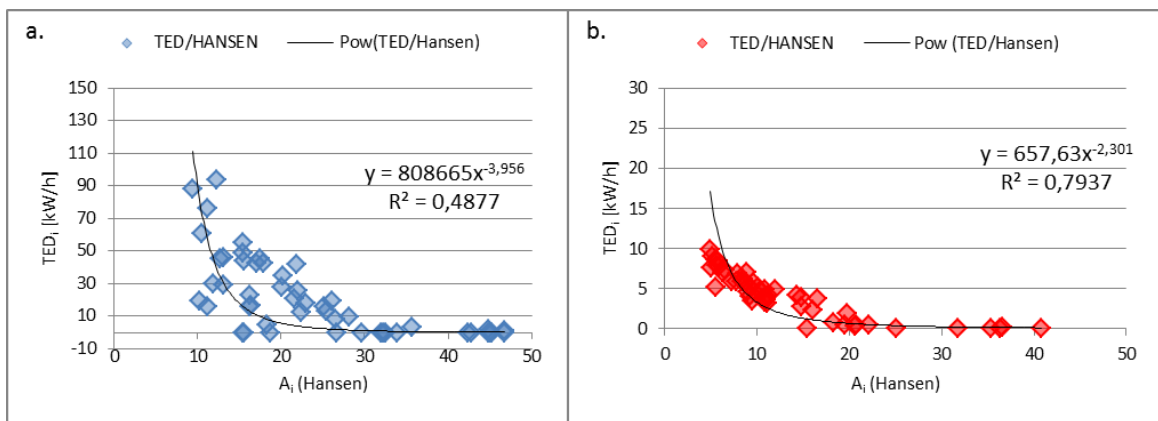 a.
TED/HANSEN
Pow(TED/Hansen)
TEDᵢ [kW/h]
150
130
110
90
70
50
30
10
-10
0
10
20
30
40
50
y = 808665x⁻³,⁹⁵⁶
R² = 0,4877
Aᵢ (Hansen)
b.
TED/HANSEN
Pow (TED/Hansen)
TEDᵢ [kW/h]
30
25
20
15
10
5
0
0
10
20
30
40
50
y = 657,63x⁻²,³⁰¹
R² = 0,7937
Aᵢ (Hansen)